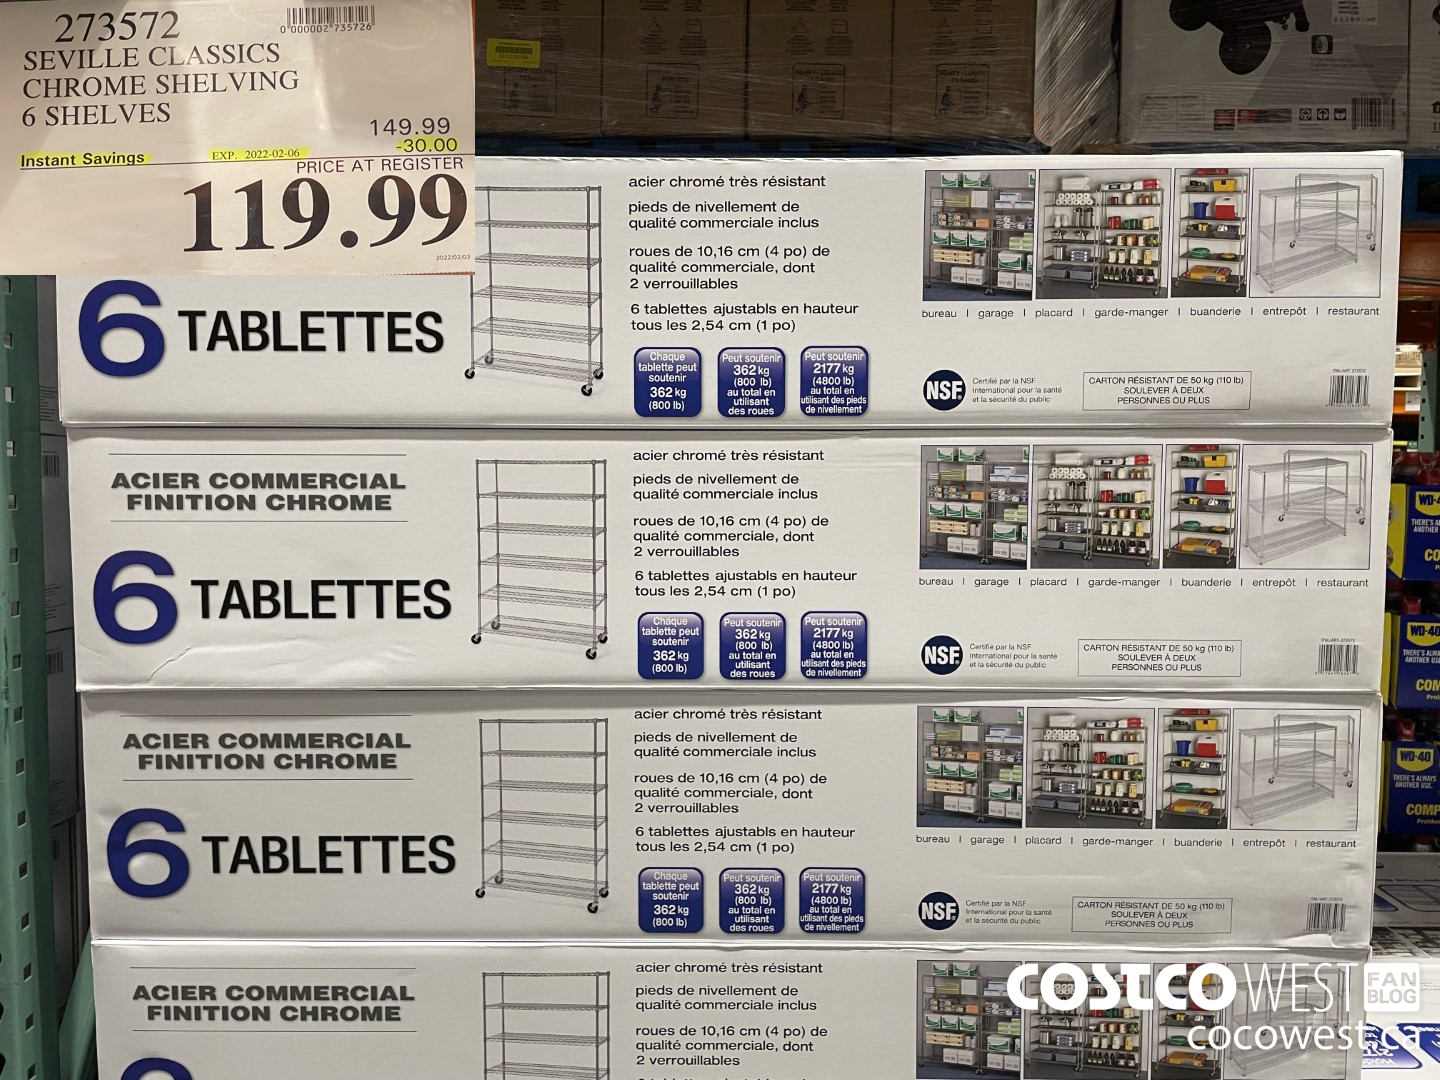 273572
0"000002"735726
SEVILLE CLASSICS
CHROME SHELVING
6 SHELVES
149.99
Instant Savings EXP. 2022-02-06 -30.00
PRICE AT REGISTER
119.99
2022/02/03
6 TABLETTES
acier chromé très résistant
pieds de nivellement de
qualité commerciale inclus
roues de 10,16 cm (4 po) de
qualité commerciale, dont
2 verrouillables
6 tablettes ajustabls en hauteur
tous les 2,54 cm (1 po)
Chaque
tablette peut
soutenir
362 kg
(800 lb)
Peut soutenir
362 kg
(800 lb)
au total en
utilisant
des roues
Peut soutenir
2177 kg
(4800 lb)
au total en
utilisant des pieds
de nivellement
bureau | garage | placard | garde-manger | buanderie | entrepôt | restaurant
NSF
Certifié par la NSF
International pour la santé
et la sécurité du public
CARTON RÉSISTANT DE 50 kg (110 lb)
SOULEVER À DEUX
PERSONNES OU PLUS
ITM./ART. 273572
ACIER COMMERCIAL
FINITION CHROME
6 TABLETTES
acier chromé très résistant
pieds de nivellement de
qualité commerciale inclus
roues de 10,16 cm (4 po) de
qualité commerciale, dont
2 verrouillables
6 tablettes ajustabls en hauteur
tous les 2,54 cm (1 po)
Chaque
tablette peut
soutenir
362 kg
(800 lb)
Peut soutenir
362 kg
(800 lb)
au total en
utilisant
des roues
Peut soutenir
2177 kg
(4800 lb)
au total en
utilisant des pieds
de nivellement
bureau | garage | placard | garde-manger | buanderie | entrepôt | restaurant
NSF
Certifié par la NSF
International pour la santé
et la sécurité du public
CARTON RÉSISTANT DE 50 kg (110 lb)
SOULEVER À DEUX
PERSONNES OU PLUS
ITM./ART. 273572
WD-40
THERE'S ALWAYS
ANOTHER USE.
ACIER COMMERCIAL
FINITION CHROME
6 TABLETTES
acier chromé très résistant
pieds de nivellement de
qualité commerciale inclus
roues de 10,16 cm (4 po) de
qualité commerciale, dont
2 verrouillables
6 tablettes ajustabls en hauteur
tous les 2,54 cm (1 po)
Chaque
tablette peut
soutenir
362 kg
(800 lb)
Peut soutenir
362 kg
(800 lb)
au total en
utilisant
des roues
Peut soutenir
2177 kg
(4800 lb)
au total en
utilisant des pieds
de nivellement
bureau | garage | placard | garde-manger | buanderie | entrepôt | restaurant
NSF
Certifié par la NSF
International pour la santé
et la sécurité du public
CARTON RÉSISTANT DE 50 kg (110 lb)
SOULEVER À DEUX
PERSONNES OU PLUS
ITM./ART. 273572
ACIER COMMERCIAL
FINITION CHROME
acier chromé très résistant
pieds de nivellement de
qualité commerciale inclus
roues de 10,16 cm (4 po) de
qualité commerciale, dont
2 verrouillables
COSTCO WEST FAN BLOG
cocowest.ca